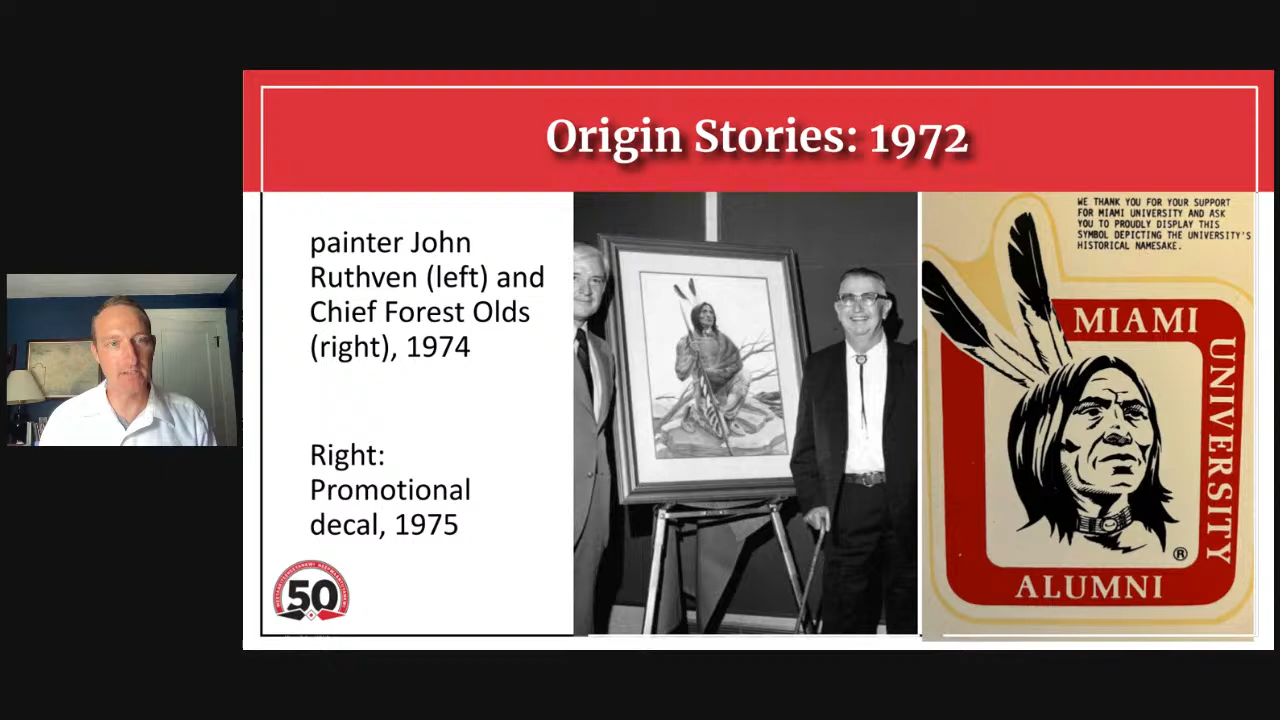 Origin Stories: 1972
painter John
Ruthven (left) and
Chief Forest Olds
(right), 1974
Right:
Promotional
decal, 1975
50
WE THANK YOU FOR YOUR SUPPORT
FOR MIAMI UNIVERSITY AND ASK
YOU TO PROUDLY DISPLAY THIS
SYMBOL DEPICTING THE UNIVERSITY'S
HISTORICAL NAMESAKE.
MIAMI
UNIVERSITY
®
ALUMNI